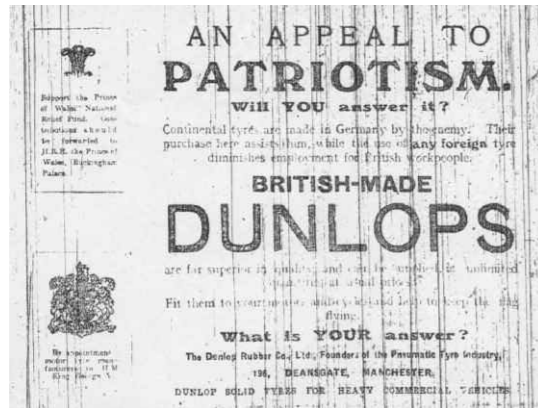 Support the Prince
of Wales' National
Relief Fund.
should
be forwarded to
H.R.H. the Prince of
Wales, Buckingham
Palace.
By appointment
motor tyre
to H.M.
King George V.
AN APPEAL TO
PATRIOTISM.
Will YOU answer it?
Continental tyres are made in Germany by the enemy. Their
purchase here assists him, while the use of any foreign tyre
diminishes employment for British workpeople.
BRITISH-MADE
DUNLOPS
are far superior in quality, and can be supplied in unlimited
at usual prices.
Fit them to your and help to keep the flag
flying.
What is YOUR answer?
The Dunlop Rubber Co., Ltd., Founders of the Pneumatic Tyre Industry,
DEANSGATE, MANCHESTER.
DUNLOP SOLID TYRES FOR HEAVY COMMERCIAL VEHICLES